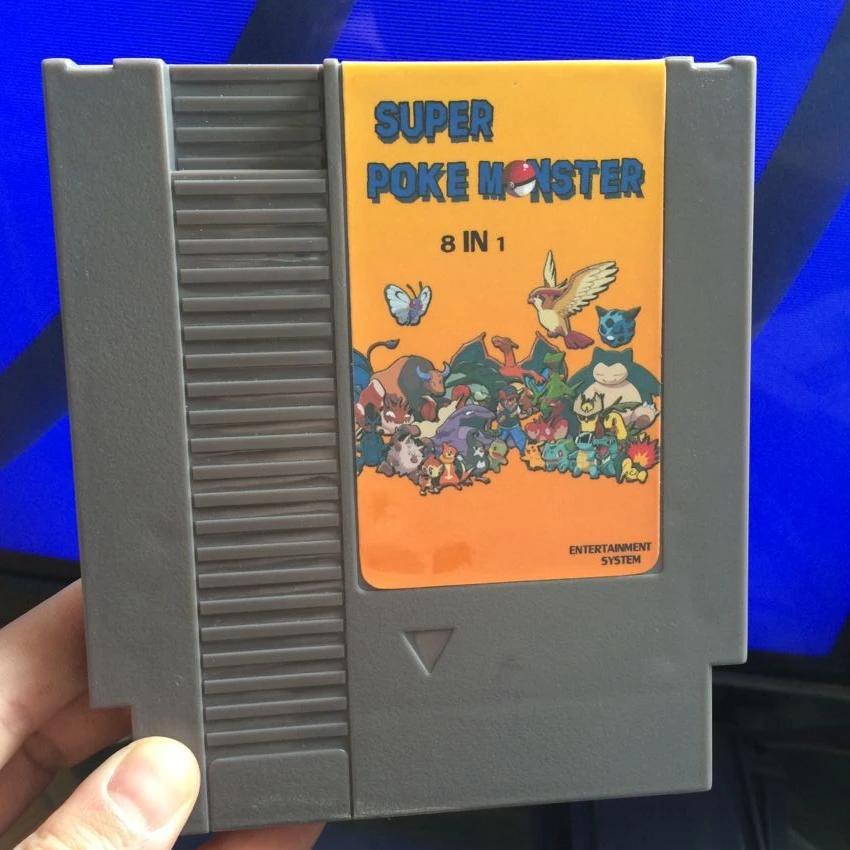 SUPER
POKE MONSTER
8 IN 1
ENTERTAINMENT
SYSTEM